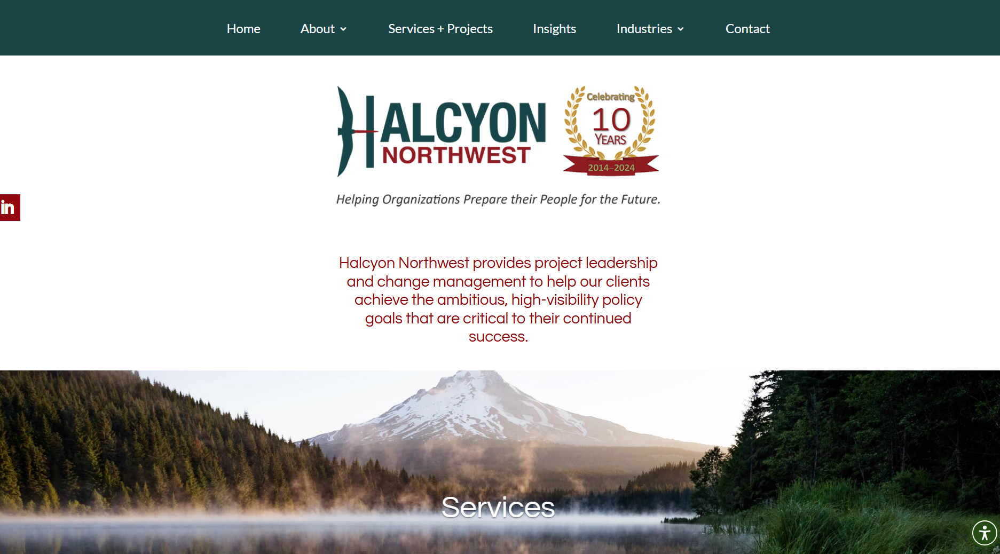 Home
About
Services + Projects
Insights
Industries
Contact
HALCYON
NORTHWEST
Celebrating
10
YEARS
2014–2024
Helping Organizations Prepare their People for the Future.
in
Halcyon Northwest provides project leadership
and change management to help our clients
achieve the ambitious, high-visibility policy
goals that are critical to their continued
success.
Services